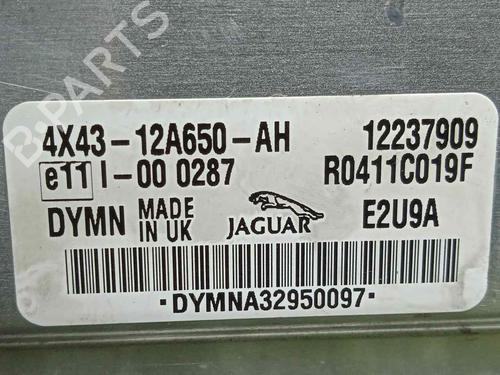 B-PARTS
4X43-12A650-AH 12237909
e11 I-00 0287 R0411C019F
DYMN MADE IN UK JAGUAR E2U9A
·DYMNA32950097·